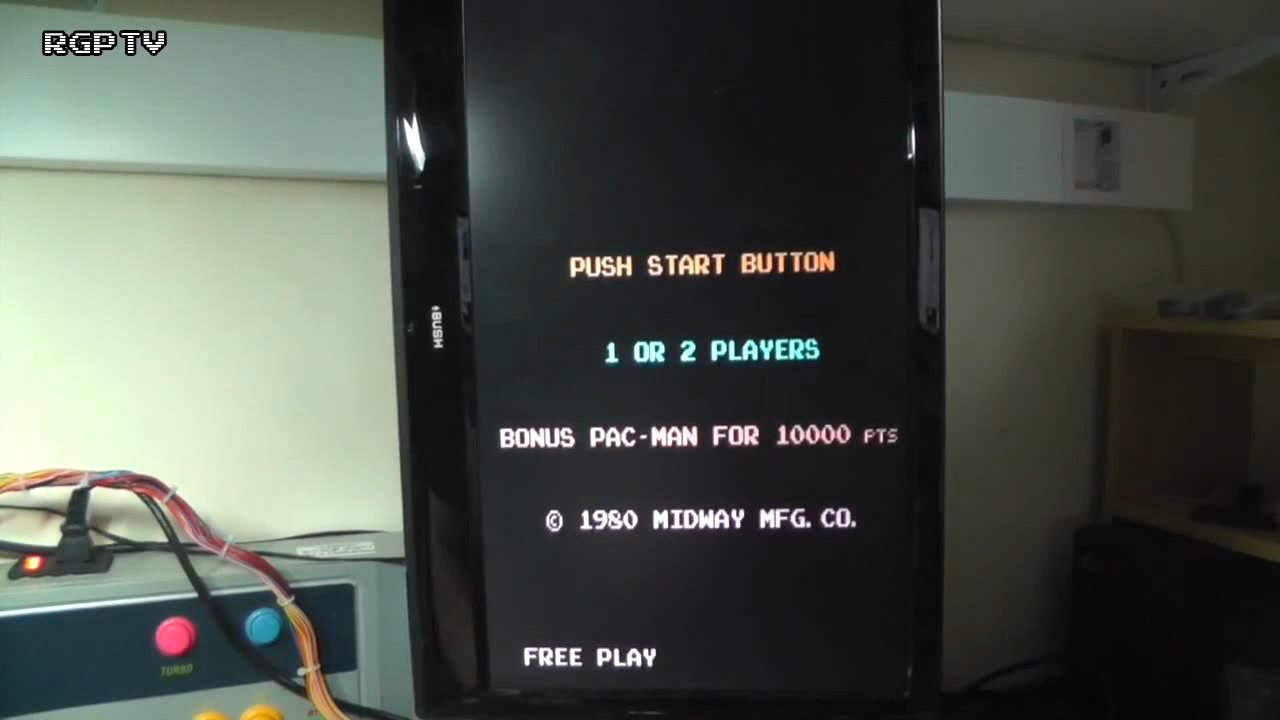 RGPTV
PUSH START BUTTON
1 OR 2 PLAYERS
BONUS PAC-MAN FOR 10000 PTS
© 1980 MIDWAY MFG. CO.
FREE PLAY
BUSH
TURBO